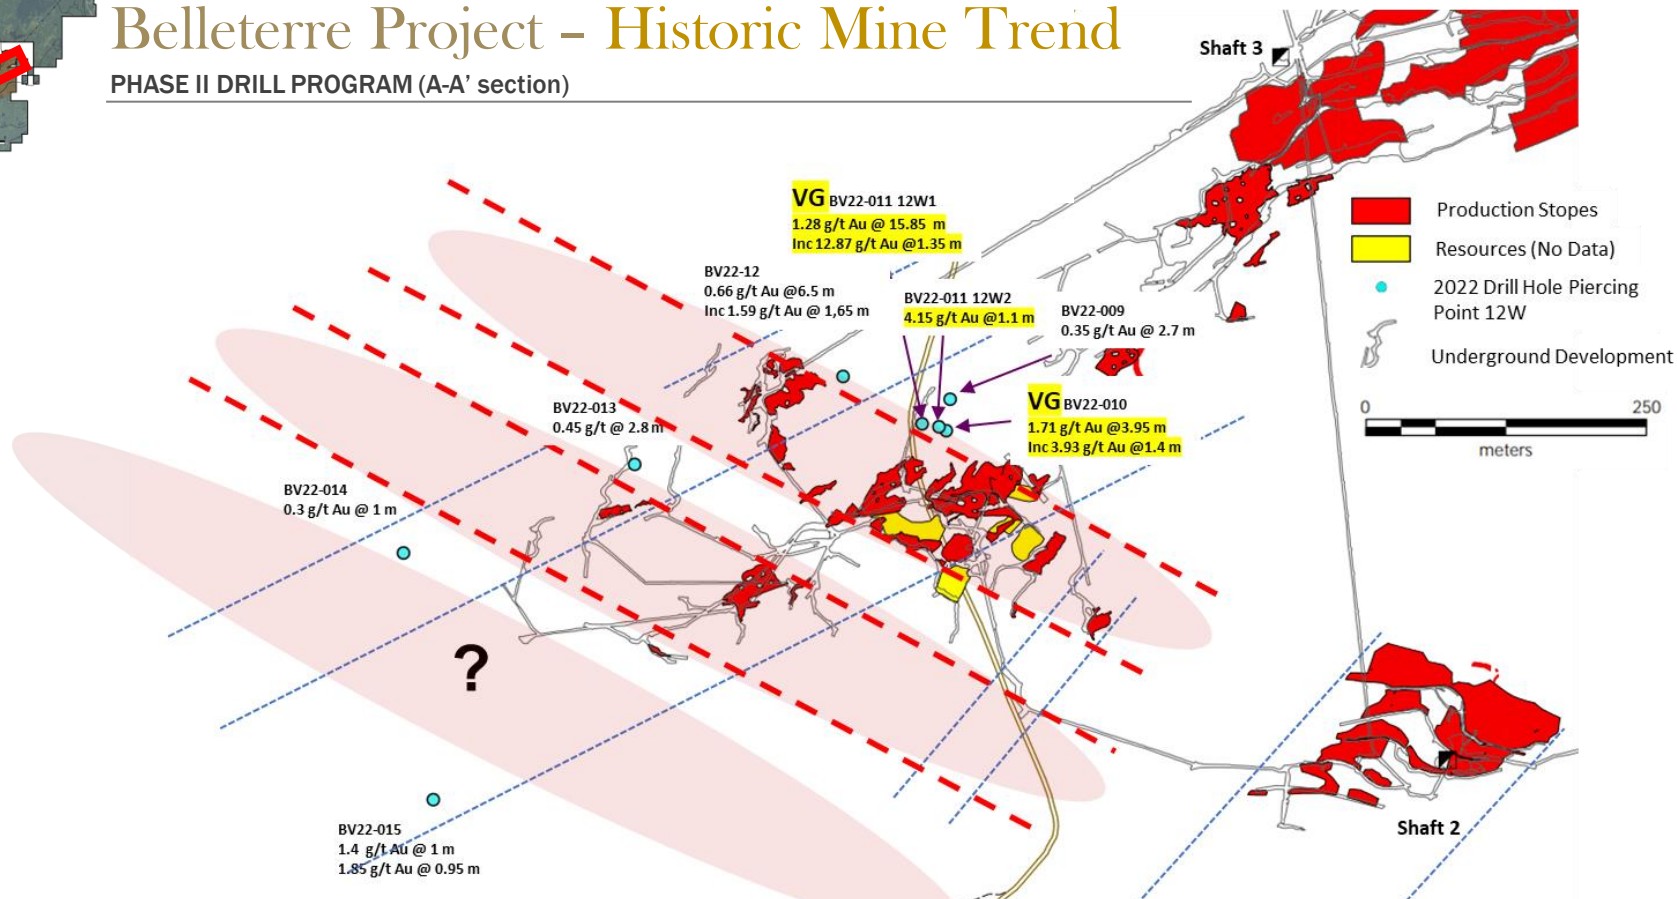 Belleterre Project – Historic Mine Trend
PHASE II DRILL PROGRAM (A-A’ section)
Shaft 3
VG BV22-011 12W1
1.28 g/t Au @ 15.85 m
Inc 12.87 g/t Au @1.35 m
BV22-12
0.66 g/t Au @6.5 m
Inc 1.59 g/t Au @ 1,65 m
BV22-011 12W2
4.15 g/t Au @1.1 m
BV22-009
0.35 g/t Au @ 2.7 m
Production Stopes
Resources (No Data)
2022 Drill Hole Piercing
Point 12W
Underground Development
0 250
meters
VG BV22-010
1.71 g/t Au @3.95 m
Inc 3.93 g/t Au @1.4 m
BV22-013
0.45 g/t @ 2.8 m
BV22-014
0.3 g/t Au @ 1 m
?
BV22-015
1.4 g/t Au @ 1 m
1.85 g/t Au @ 0.95 m
Shaft 2